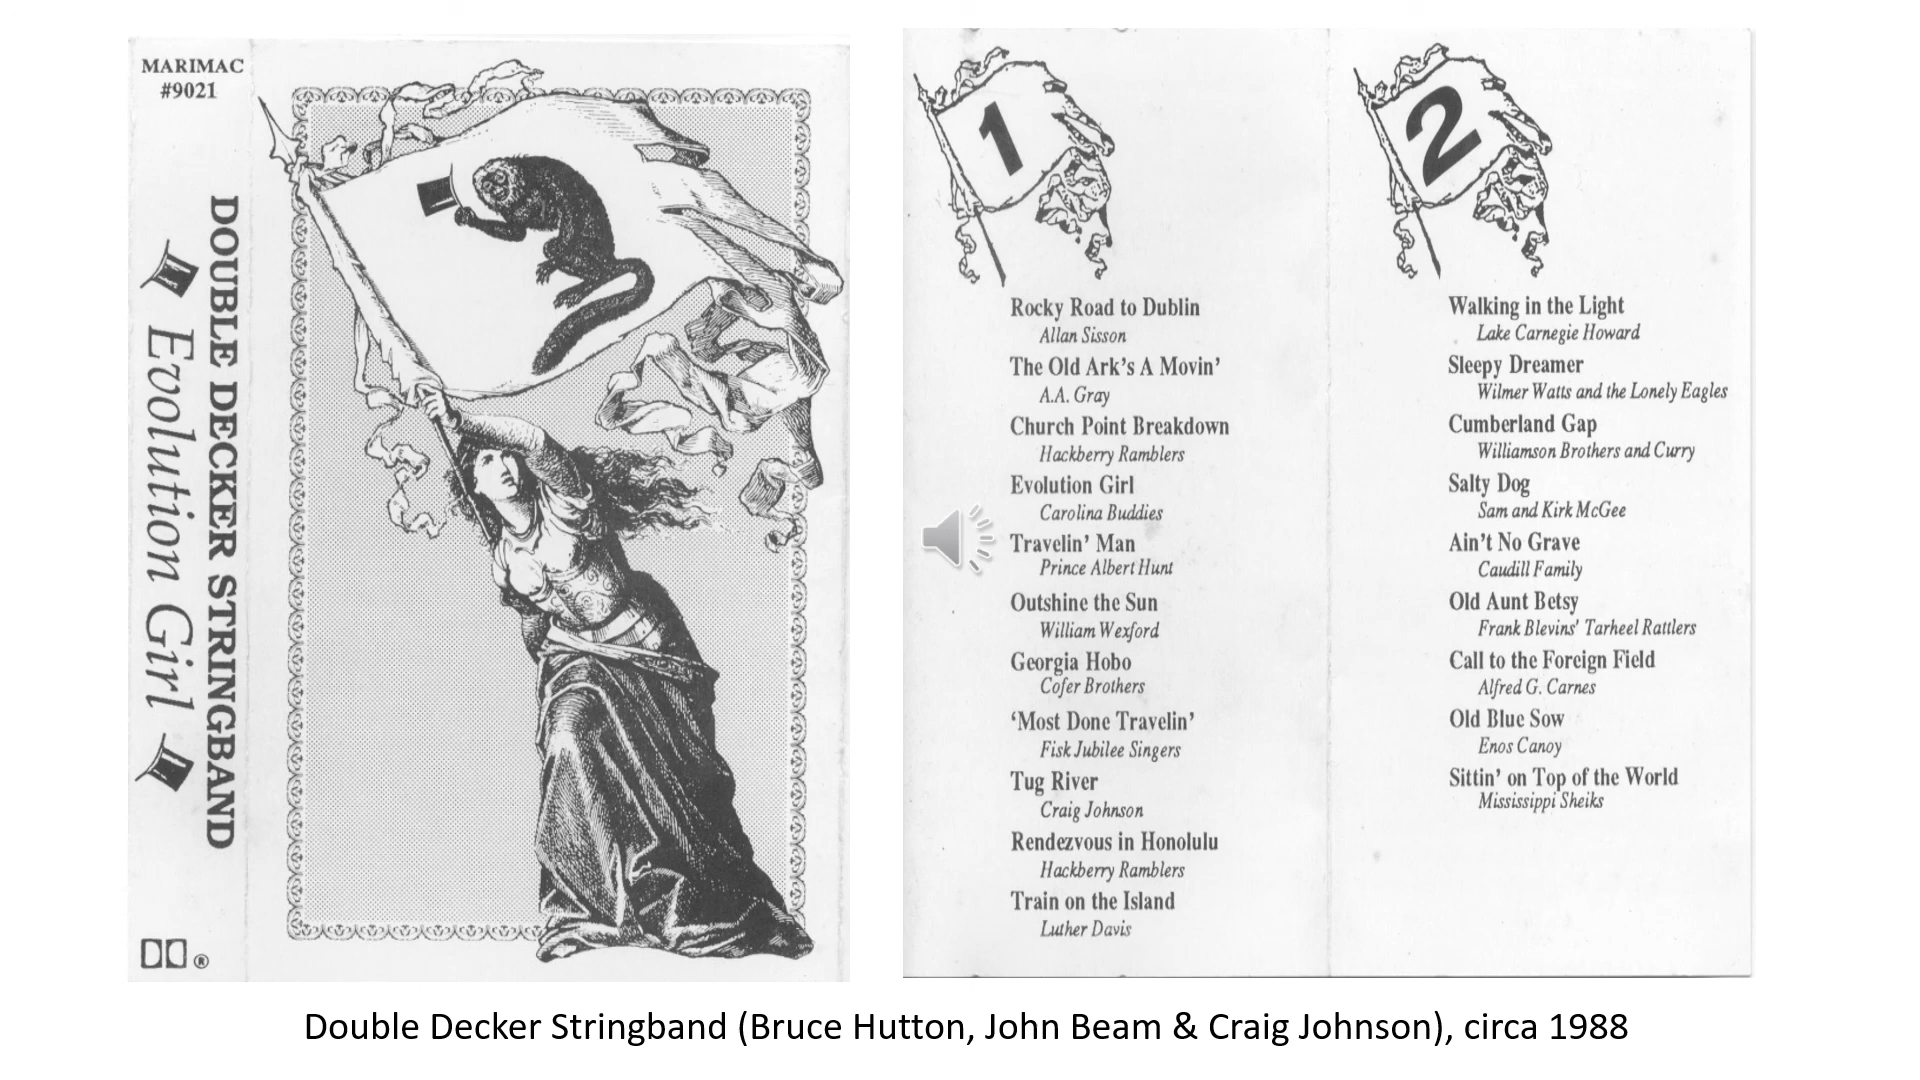 MARIMAC
#9021
DOUBLE DECKER STRINGBAND
Evolution Girl
®
1
Rocky Road to Dublin
Allan Sisson
The Old Ark's A Movin'
A.A. Gray
Church Point Breakdown
Hackberry Ramblers
Evolution Girl
Carolina Buddies
Travelin' Man
Prince Albert Hunt
Outshine the Sun
William Wexford
Georgia Hobo
Cofer Brothers
‘Most Done Travelin’
Fisk Jubilee Singers
Tug River
Craig Johnson
Rendezvous in Honolulu
Hackberry Ramblers
Train on the Island
Luther Davis
2
Walking in the Light
Lake Carnegie Howard
Sleepy Dreamer
Wilmer Watts and the Lonely Eagles
Cumberland Gap
Williamson Brothers and Curry
Salty Dog
Sam and Kirk McGee
Ain't No Grave
Caudill Family
Old Aunt Betsy
Frank Blevins' Tarheel Rattlers
Call to the Foreign Field
Alfred G. Carnes
Old Blue Sow
Enos Canoy
Sittin' on Top of the World
Mississippi Sheiks
Double Decker Stringband (Bruce Hutton, John Beam & Craig Johnson), circa 1988